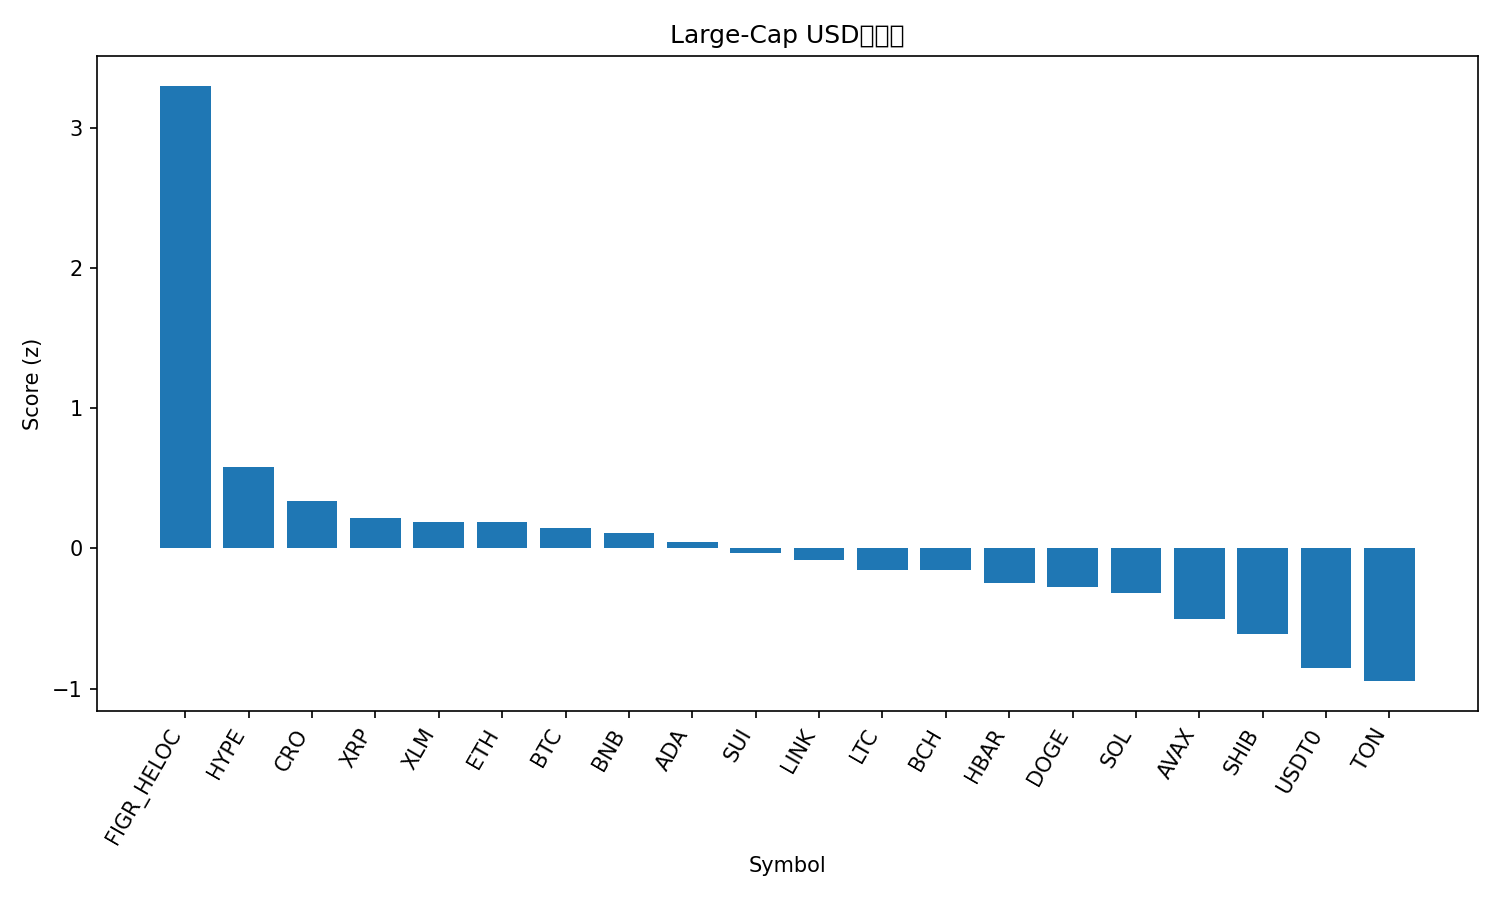 Large-Cap USD
Score (z)
3
2
1
0
−1
FIGR_HELOC
HYPE
CRO
XRP
XLM
ETH
BTC
BNB
ADA
SUI
LINK
LTC
BCH
HBAR
DOGE
SOL
AVAX
SHIB
USDT0
TON
Symbol